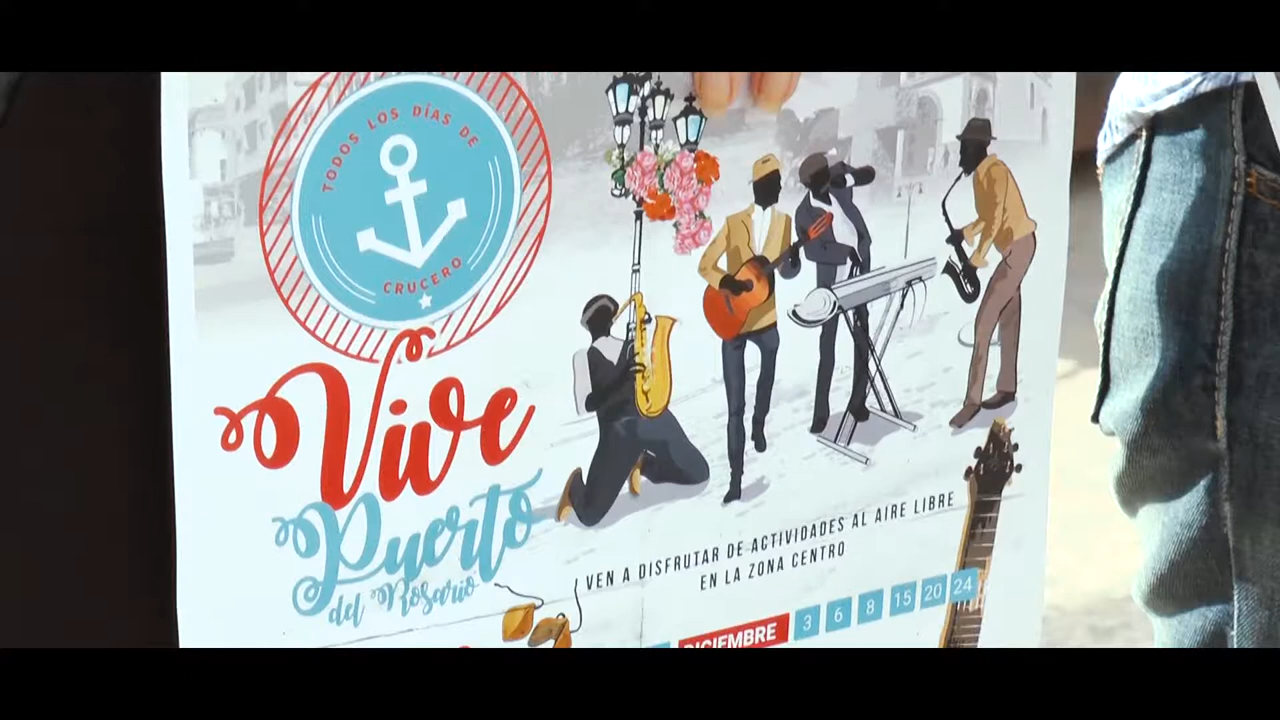 TODOS LOS DÍAS DE
CRUCERO
Vive
Puerto
del Rosario
¡ VEN A DISFRUTAR DE ACTIVIDADES AL AIRE LIBRE
EN LA ZONA CENTRO
DICIEMBRE 3 6 8 15 20 24